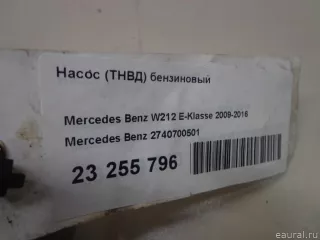 Насос (ТНВД) бензиновый
Mercedes Benz W212 E-Klasse 2009-2016
Mercedes Benz 2740700501
23 255 796
eaural.ru